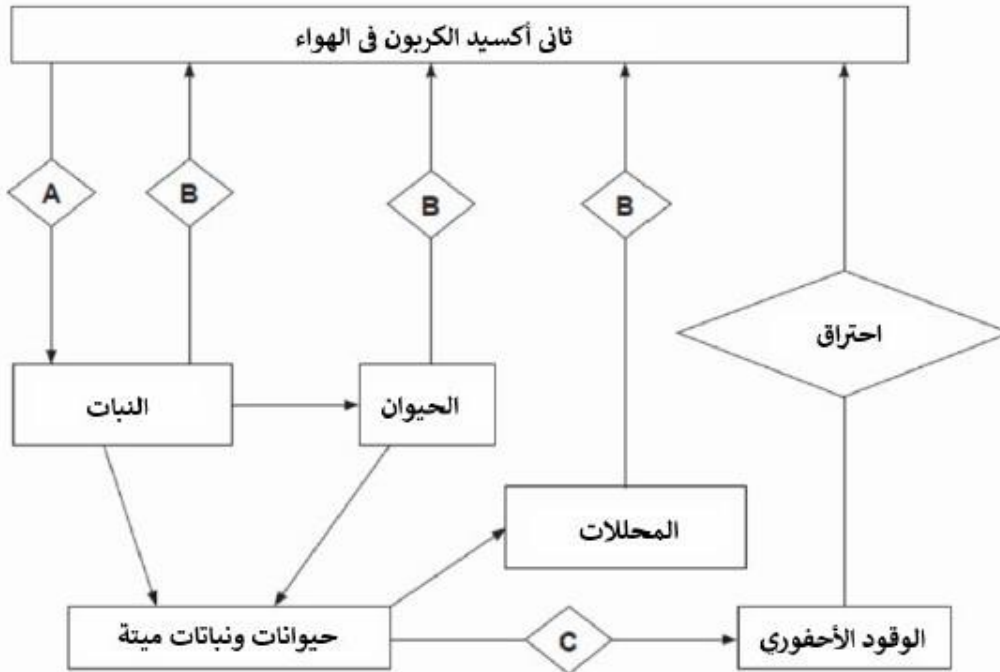 ثانى أكسيد الكربون فى الهواء
A
B
B
B
احتراق
النبات
الحيوان
المحللات
حيوانات ونباتات ميتة
C
الوقود الأحفوري